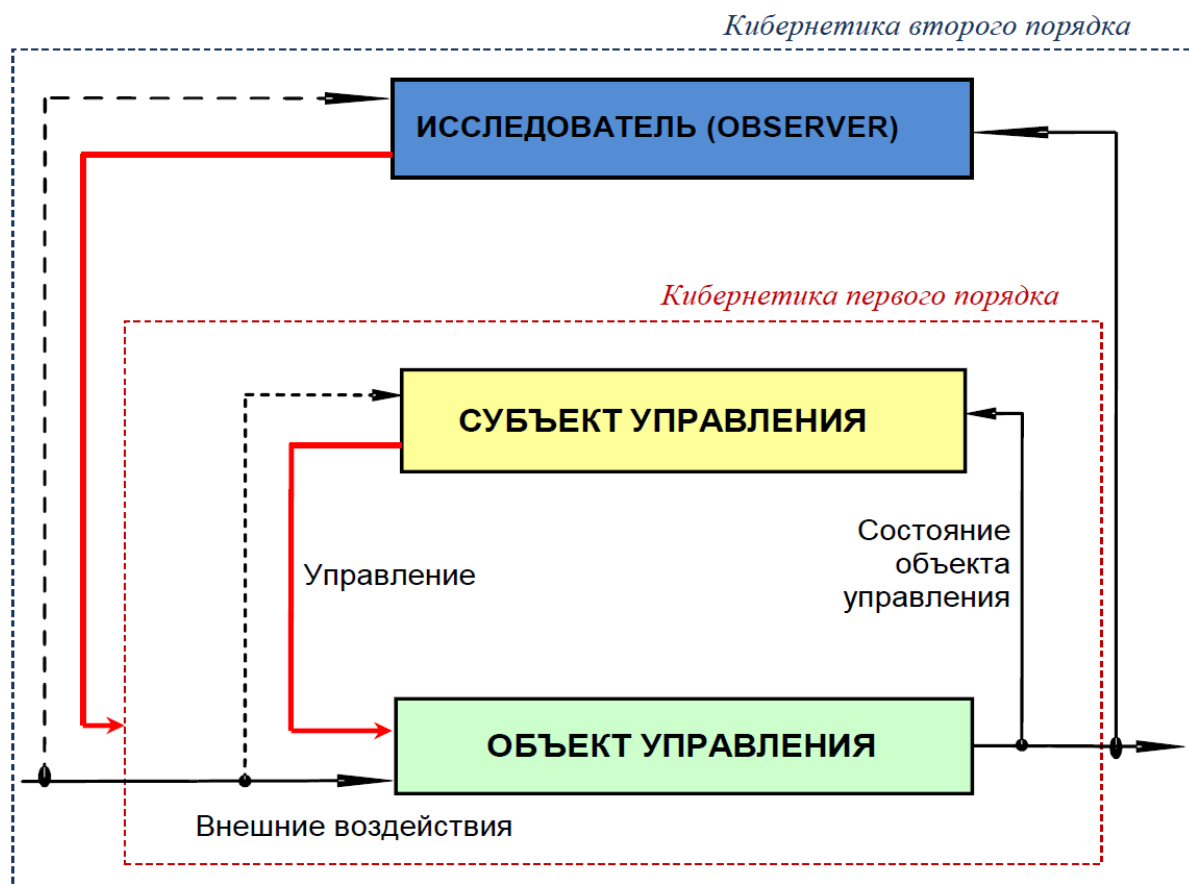 Кибернетика второго порядка
ИССЛЕДОВАТЕЛЬ (OBSERVER)
Кибернетика первого порядка
СУБЪЕКТ УПРАВЛЕНИЯ
Управление
Состояние
объекта
управления
ОБЪЕКТ УПРАВЛЕНИЯ
Внешние воздействия